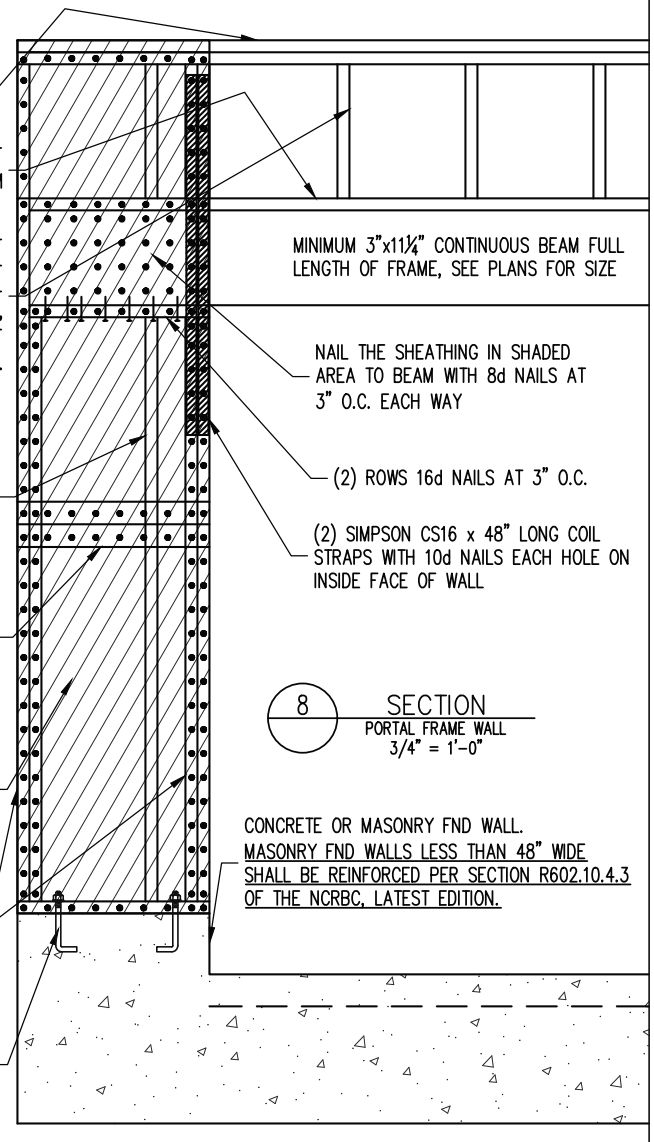 MINIMUM 3"x11¼" CONTINUOUS BEAM FULL
LENGTH OF FRAME, SEE PLANS FOR SIZE
NAIL THE SHEATHING IN SHADED
AREA TO BEAM WITH 8d NAILS AT
3" O.C. EACH WAY
(2) ROWS 16d NAILS AT 3" O.C.
(2) SIMPSON CS16 x 48" LONG COIL
STRAPS WITH 10d NAILS EACH HOLE ON
INSIDE FACE OF WALL
8
SECTION
PORTAL FRAME WALL
3/4" = 1'-0"
CONCRETE OR MASONRY FND WALL.
MASONRY FND WALLS LESS THAN 48" WIDE
SHALL BE REINFORCED PER SECTION R602.10.4.3
OF THE NCRBC, LATEST EDITION.